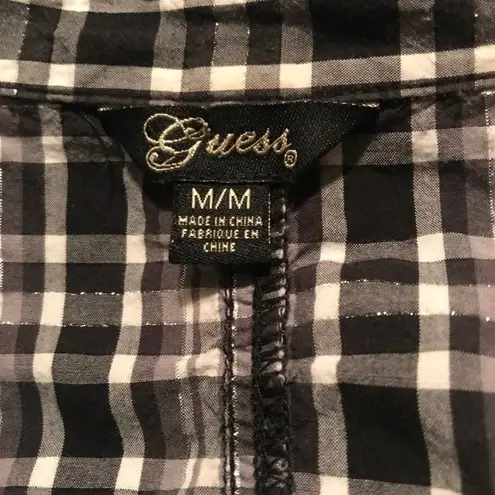 Guess®
M/M
MADE IN CHINA
FABRIQUE EN
CHINE